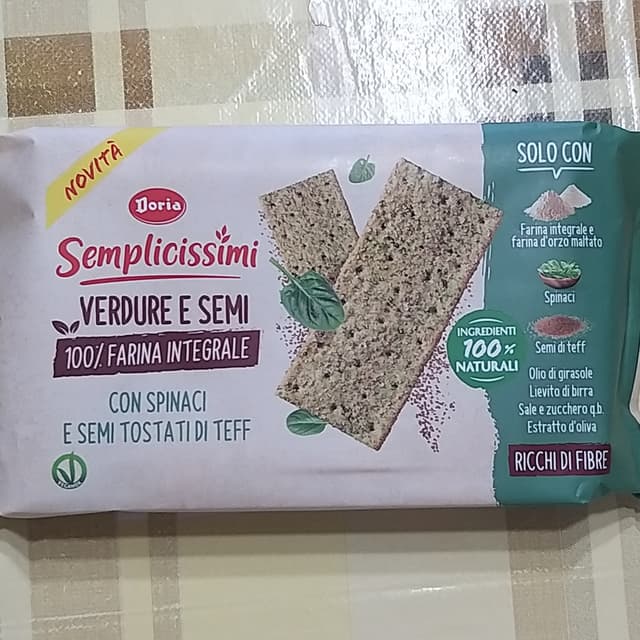 NOVITÀ
Doria
Semplicissimi
VERDURE E SEMI
100% FARINA INTEGRALE
CON SPINACI
E SEMI TOSTATI DI TEFF
INGREDIENTI
100%
NATURALI
SOLO CON
Farina integrale e
farina d'orzo maltato
Spinaci
Semi di teff
Olio di girasole
Lievito di birra
Sale e zucchero q.b.
Estratto d'oliva
RICCHI DI FIBRE